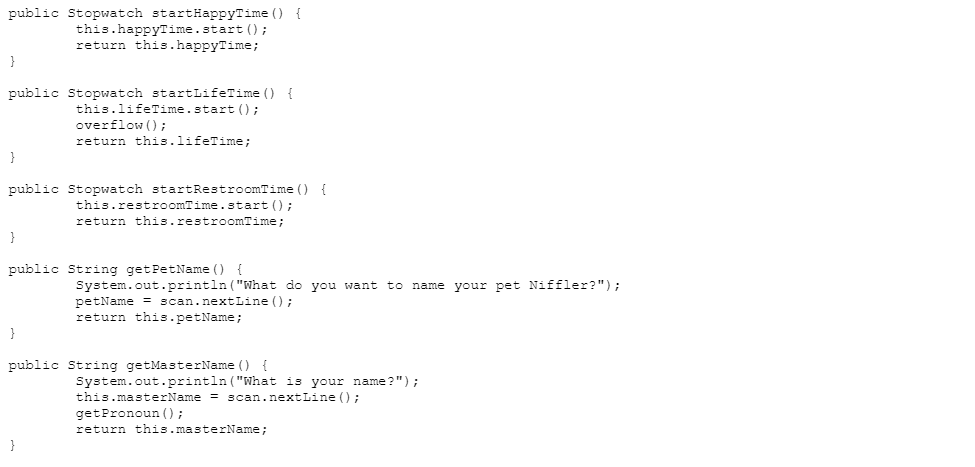 public Stopwatch startHappyTime() {
        this.happyTime.start();
        return this.happyTime;
}

public Stopwatch startLifeTime() {
        this.lifeTime.start();
        overflow();
        return this.lifeTime;
}

public Stopwatch startRestroomTime() {
        this.restroomTime.start();
        return this.restroomTime;
}

public String getPetName() {
        System.out.println("What do you want to name your pet Niffler?");
        petName = scan.nextLine();
        return this.petName;
}

public String getMasterName() {
        System.out.println("What is your name?");
        this.masterName = scan.nextLine();
        getPronoun();
        return this.masterName;
}